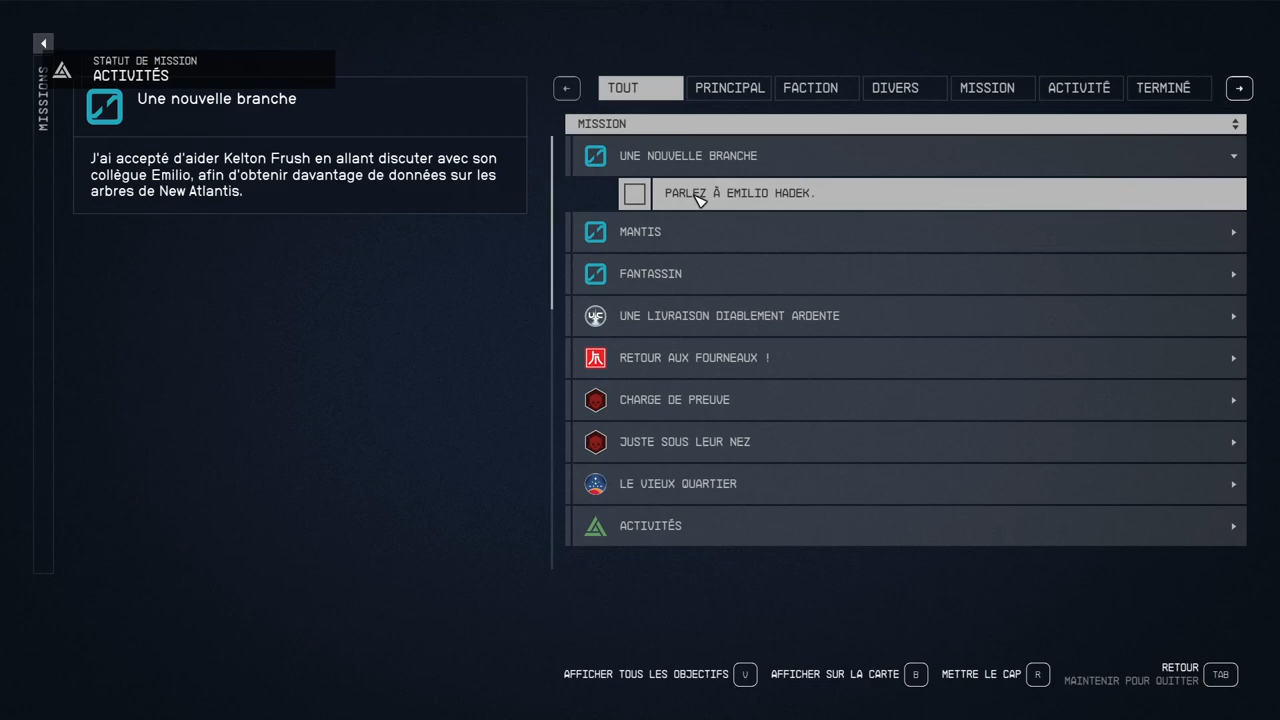 STATUT DE MISSION
ACTIVITÉS
MISSIONS
Une nouvelle branche
J'ai accepté d'aider Kelton Frush en allant discuter avec son
collègue Emilio, afin d'obtenir davantage de données sur les
arbres de New Atlantis.
TOUT
PRINCIPAL
FACTION
DIVERS
MISSION
ACTIVITÉ
TERMINÉ
MISSION
UNE NOUVELLE BRANCHE
PARLEZ À EMILIO HADEK.
MANTIS
FANTASSIN
UC
UNE LIVRAISON DIABLEMENT ARDENTE
RETOUR AUX FOURNEAUX !
CHARGE DE PREUVE
JUSTE SOUS LEUR NEZ
LE VIEUX QUARTIER
ACTIVITÉS
AFFICHER TOUS LES OBJECTIFS V
AFFICHER SUR LA CARTE B
METTRE LE CAP R
RETOUR
MAINTENIR POUR QUITTER TAB